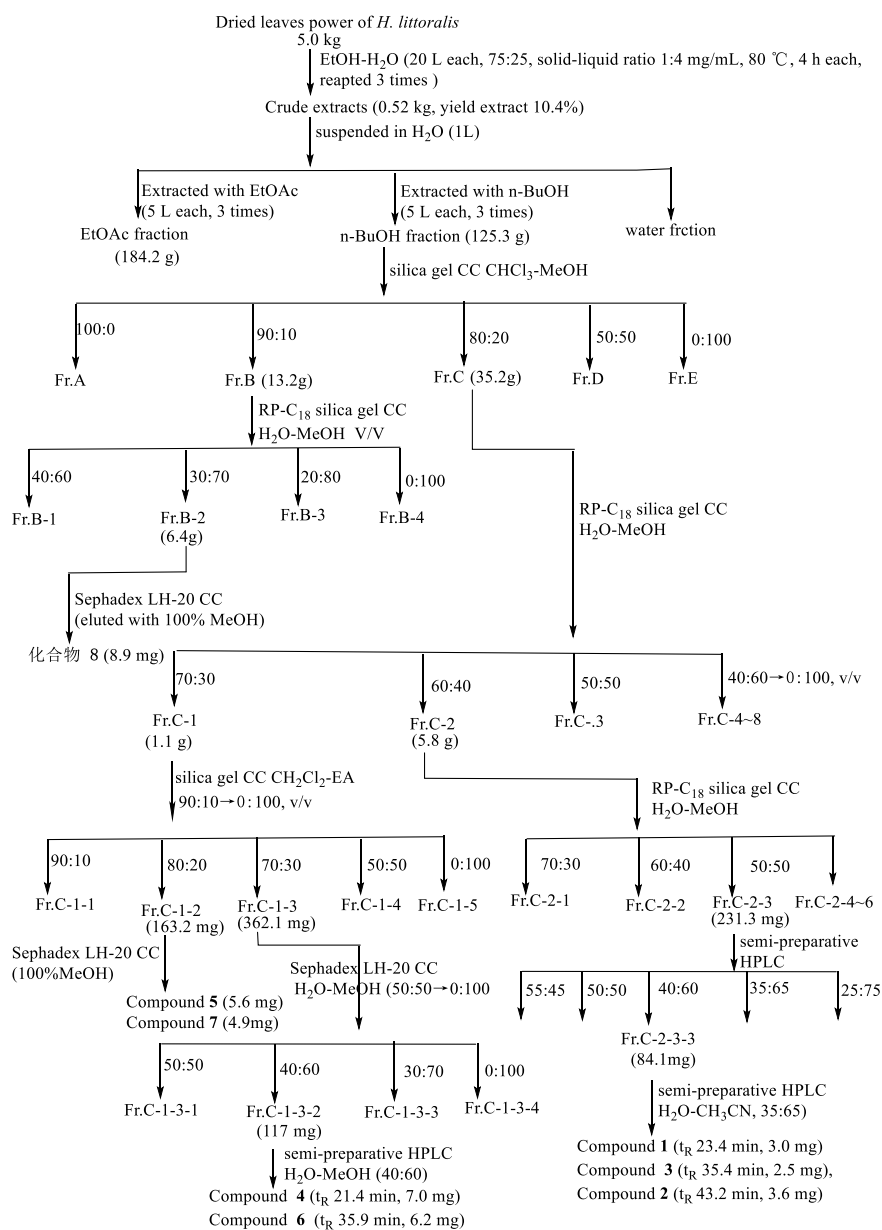 Dried leaves power of H. littoralis
5.0 kg
EtOH-H2O (20 L each, 75:25, solid-liquid ratio 1:4 mg/mL, 80 ℃, 4 h each,
reapted 3 times )
Crude extracts (0.52 kg, yield extract 10.4%)
suspended in H2O (1L)
Extracted with EtOAc
(5 L each, 3 times)
Extracted with n-BuOH
(5 L each, 3 times)
EtOAc fraction
(184.2 g)
n-BuOH fraction (125.3 g)
water frction
silica gel CC CHCl3-MeOH
100:0
90:10
80:20
50:50
0:100
Fr.A
Fr.B (13.2g)
Fr.C (35.2g)
Fr.D
Fr.E
RP-C18 silica gel CC
H2O-MeOH V/V
40:60
30:70
20:80
0:100
Fr.B-1
Fr.B-2
(6.4g)
Fr.B-3
Fr.B-4
RP-C18 silica gel CC
H2O-MeOH
Sephadex LH-20 CC
(eluted with 100% MeOH)
化合物 8 (8.9 mg)
70:30
60:40
50:50
40:60→0:100, v/v
Fr.C-1
(1.1 g)
Fr.C-2
(5.8 g)
Fr.C-.3
Fr.C-4~8
silica gel CC CH2Cl2-EA
90:10→0:100, v/v
RP-C18 silica gel CC
H2O-MeOH
90:10
80:20
70:30
50:50
0:100
Fr.C-1-1
Fr.C-1-2
(163.2 mg)
Fr.C-1-3
(362.1 mg)
Fr.C-1-4
Fr.C-1-5
70:30
60:40
50:50
Fr.C-2-1
Fr.C-2-2
Fr.C-2-3
(231.3 mg)
Fr.C-2-4~6
Sephadex LH-20 CC
(100%MeOH)
Compound 5 (5.6 mg)
Compound 7 (4.9mg)
Sephadex LH-20 CC
H2O-MeOH (50:50→0:100
semi-preparative
HPLC
55:45
50:50
40:60
35:65
25:75
Fr.C-2-3-3
(84.1mg)
50:50
40:60
30:70
0:100
Fr.C-1-3-1
Fr.C-1-3-2
(117 mg)
Fr.C-1-3-3
Fr.C-1-3-4
semi-preparative HPLC
H2O-CH3CN, 35:65)
semi-preparative HPLC
H2O-MeOH (40:60)
Compound 4 (tR 21.4 min, 7.0 mg)
Compound 6 (tR 35.9 min, 6.2 mg)
Compound 1 (tR 23.4 min, 3.0 mg)
Compound 3 (tR 35.4 min, 2.5 mg),
Compound 2 (tR 43.2 min, 3.6 mg)